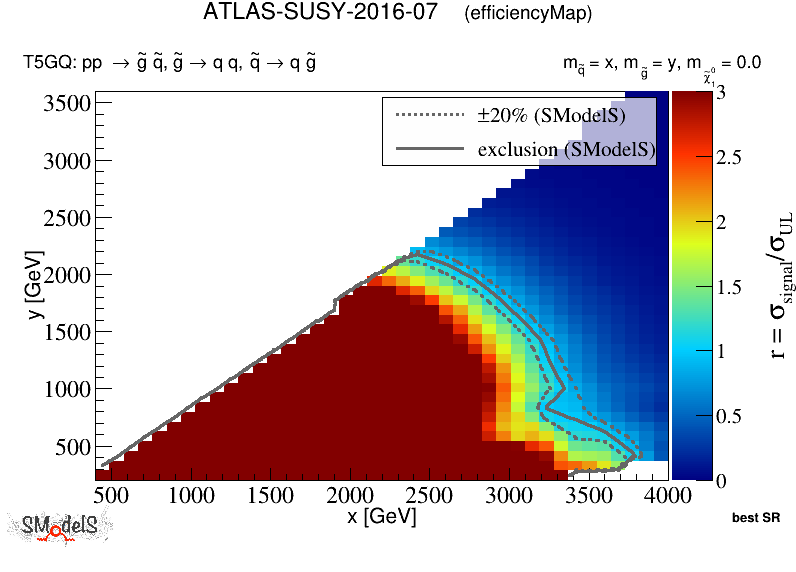 ATLAS-SUSY-2016-07 (efficiencyMap)
T5GQ: pp → g̃ q̃, g̃ → q q, q̃ → q g̃
m_q̃ = x, m_g̃ = y, m_χ̃₁⁰ = 0.0
±20% (SModelS)
exclusion (SModelS)
3500
3000
2500
2000
1500
1000
500
y [GeV]
500 1000 1500 2000 2500 3000 3500 4000
x [GeV]
3
2.5
2
1.5
1
0.5
0
r = σ_signal/σ_UL
SModelS
best SR